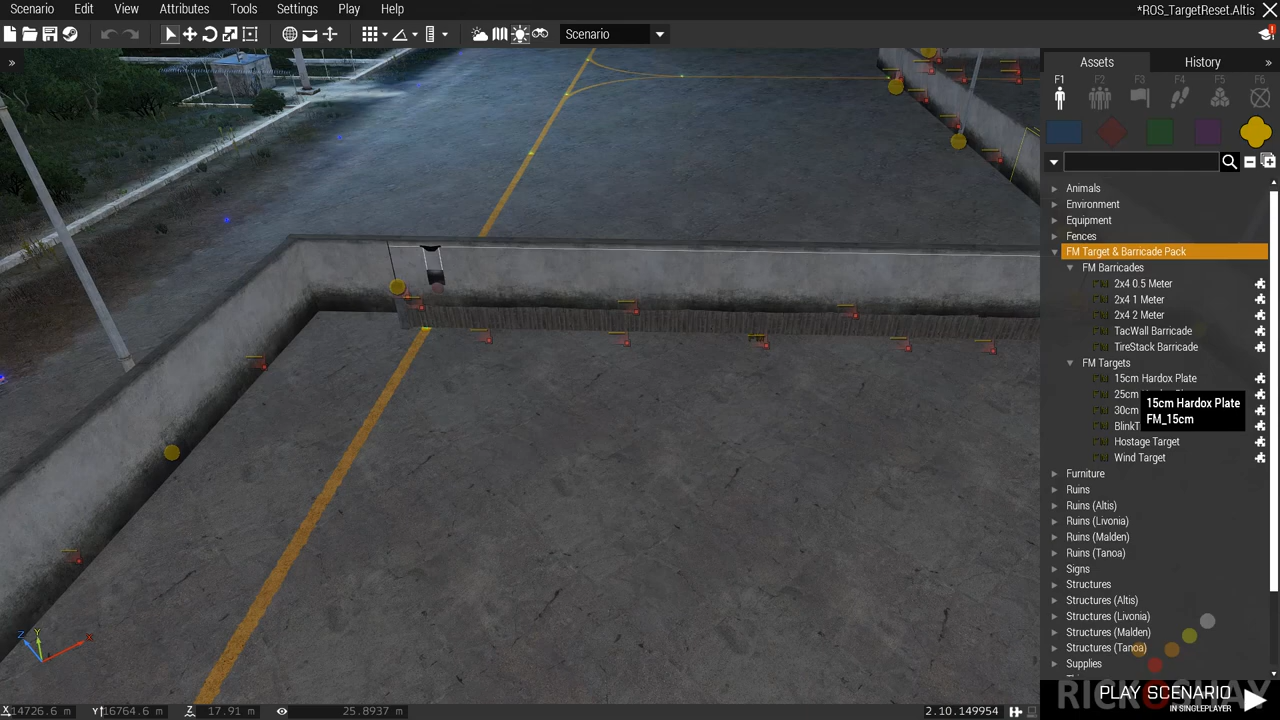 Scenario Edit View Attributes Tools Settings Play Help *ROS_TargetReset.Altis
Scenario
Assets History
F1 F2 F3 F4 F5 F6
Animals
Environment
Equipment
Fences
FM Target & Barricade Pack
FM Barricades
2x4 0.5 Meter
2x4 1 Meter
2x4 2 Meter
TacWall Barricade
TireStack Barricade
FM Targets
15cm Hardox Plate
25cm
15cm Hardox Plate
30cm
FM_15cm
BlinkT
Hostage Target
Wind Target
Furniture
Ruins
Ruins (Altis)
Ruins (Livonia)
Ruins (Malden)
Ruins (Tanoa)
Signs
Structures
Structures (Altis)
Structures (Livonia)
Structures (Malden)
Structures (Tanoa)
Supplies
RICKOSHAY
PLAY SCENARIO
IN SINGLEPLAYER
X 14726.6 m Y 16764.6 m Z 17.91 m 25.8937 m 2.10.149954
X Y Z